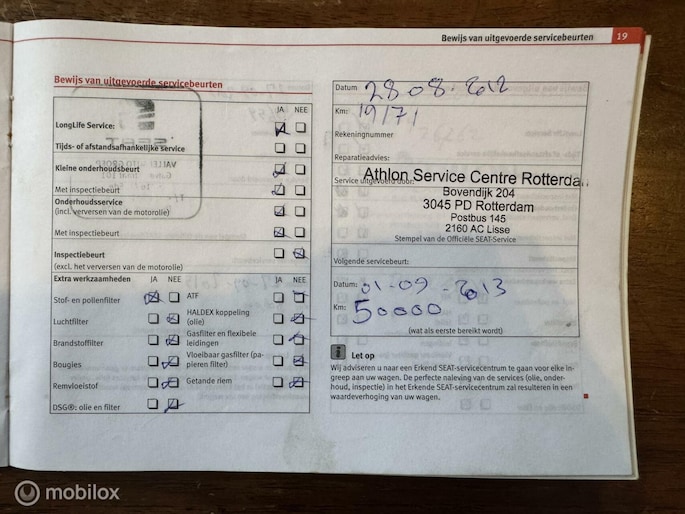 Bewijs van uitgevoerde servicebeurten 19
Bewijs van uitgevoerde servicebeurten
JA NEE
LongLife Service:
Tijds- of afstandsafhankelijke service
Kleine onderhoudsbeurt
Met inspectiebeurt
Onderhoudsservice
(incl. verversen van de motorolie)
Met inspectiebeurt
Inspectiebeurt
(excl. het verversen van de motorolie)
Extra werkzaamheden JA NEE JA NEE
Stof- en pollenfilter
Luchtfilter
Brandstoffilter
Bougies
Remvloeistof
DSG®: olie en filter
ATF
HALDEX koppeling
(olie)
Gasfilter en flexibele
leidingen
Vloeibaar gasfilter (pa-
pieren filter)
Getande riem
Datum 28-08-2012
Km: 19171
Rekeningnummer
Reparatieadvies:
Service uitgevoerd door:
Athlon Service Centre Rotterda
Bovendijk 204
3045 PD Rotterdam
Postbus 145
2160 AC Lisse
Stempel van de Officiële SEAT-Service
Volgende servicebeurt:
Datum: 01-09-2013
Km: 50000
(wat als eerste bereikt wordt)
i Let op
Wij adviseren u naar een Erkend SEAT-servicecentrum te gaan voor elke in-
greep aan uw wagen. De perfecte naleving van de services (olie, onder-
houd, inspectie) in het Erkende SEAT-servicecentrum zal resulteren in een
waardeverhoging van uw wagen.
mobilox